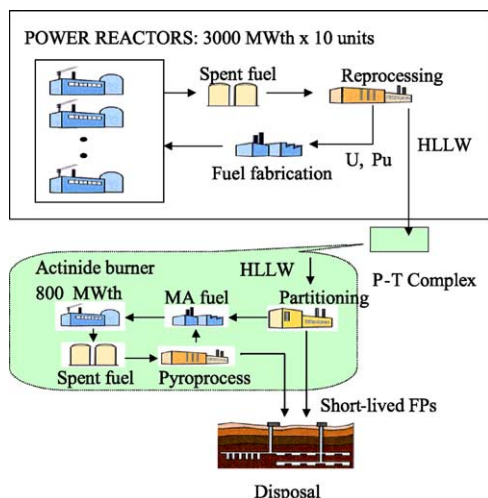 POWER REACTORS: 3000 MWth x 10 units
Spent fuel
Reprocessing
U, Pu
HLLW
Fuel fabrication
P-T Complex
Actinide burner
800 MWth
HLLW
MA fuel
Partitioning
Spent fuel
Pyroprocess
Short-lived FPs
Disposal